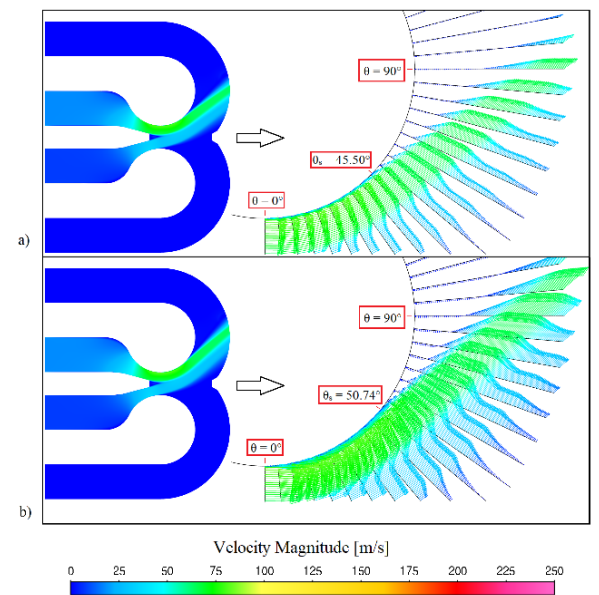 θ = 90°
θs 45.50°
θ – 0°
a)
θ = 90°
θs = 50.74°
θ = 0°
b)
Velocity Magnitude [m/s]
0 25 50 75 100 125 150 175 200 225 250